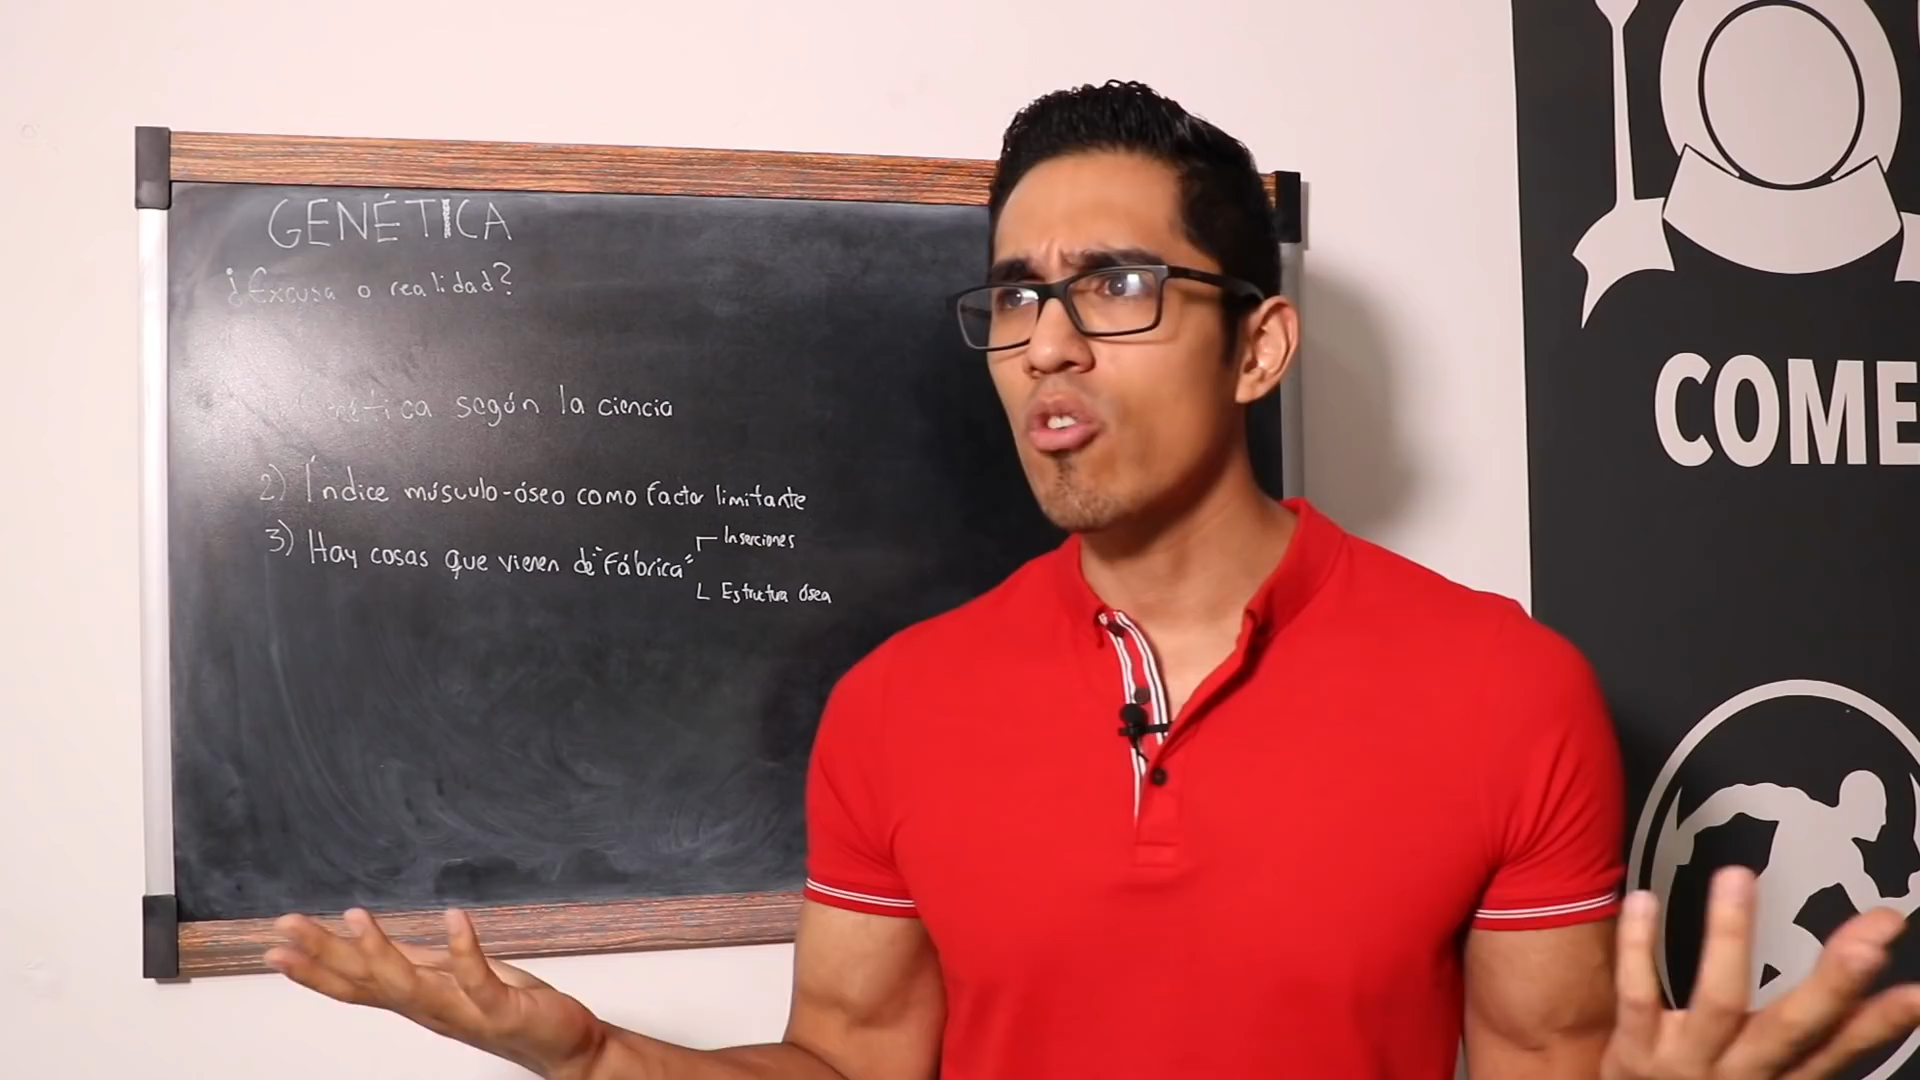 GENÉTICA
¿Excusa o realidad?
según la ciencia
2) Índice músculo-óseo como factor limitante
3) Hay cosas que vienen de "Fábrica"
Inserciones
Estructura ósea
COME